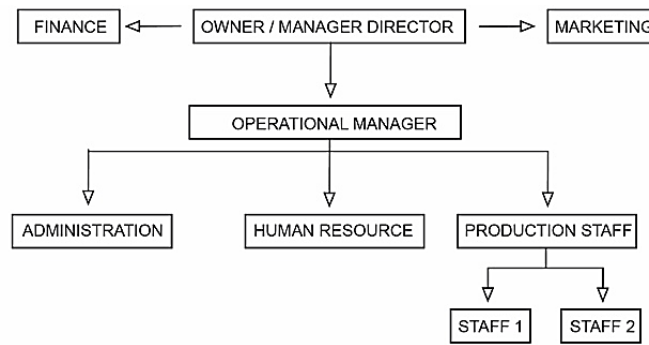 FINANCE
OWNER / MANAGER DIRECTOR
MARKETING
OPERATIONAL MANAGER
ADMINISTRATION
HUMAN RESOURCE
PRODUCTION STAFF
STAFF 1
STAFF 2